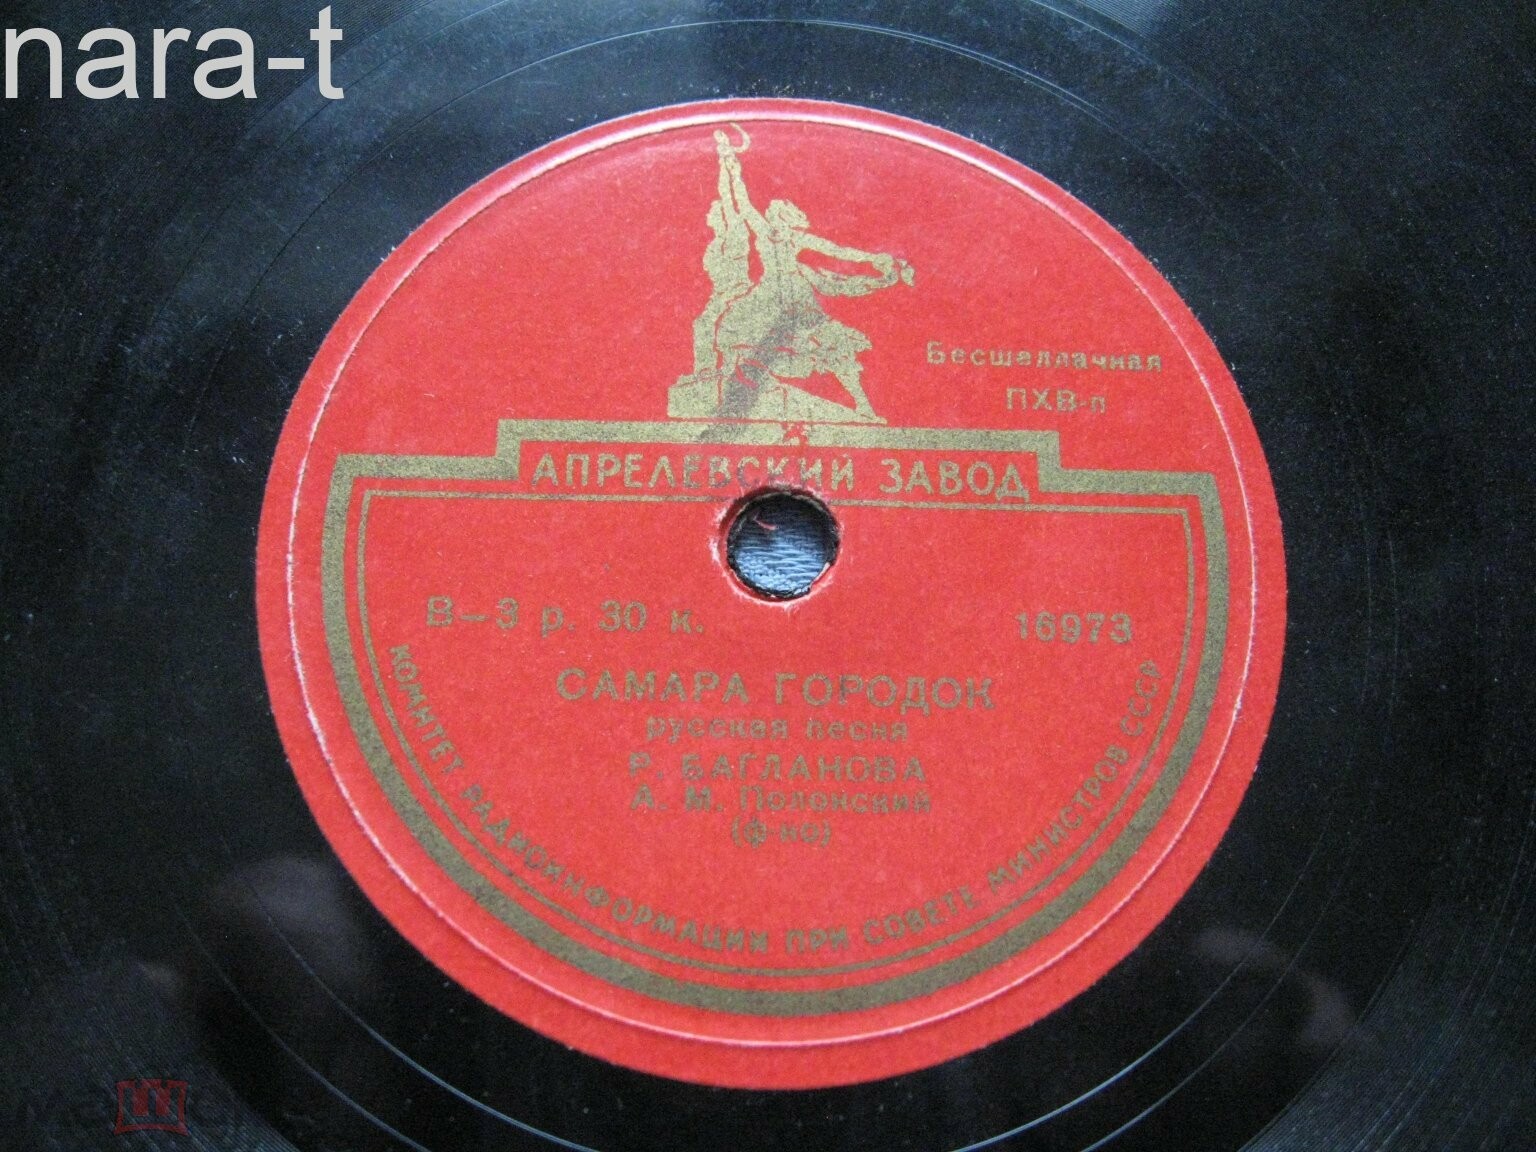 nara-t
Бесшеллачная
ПХВ-п
АПРЕЛЕВСКИЙ ЗАВОД
В-3 р. 30 к.
16973
САМАРА ГОРОДОК
русская песня
Р. БАГЛАНОВА
А. М. Полонский
(ф-но)
КОМИТЕТ РАДИОИНФОРМАЦИИ ПРИ СОВЕТЕ МИНИСТРОВ СССР